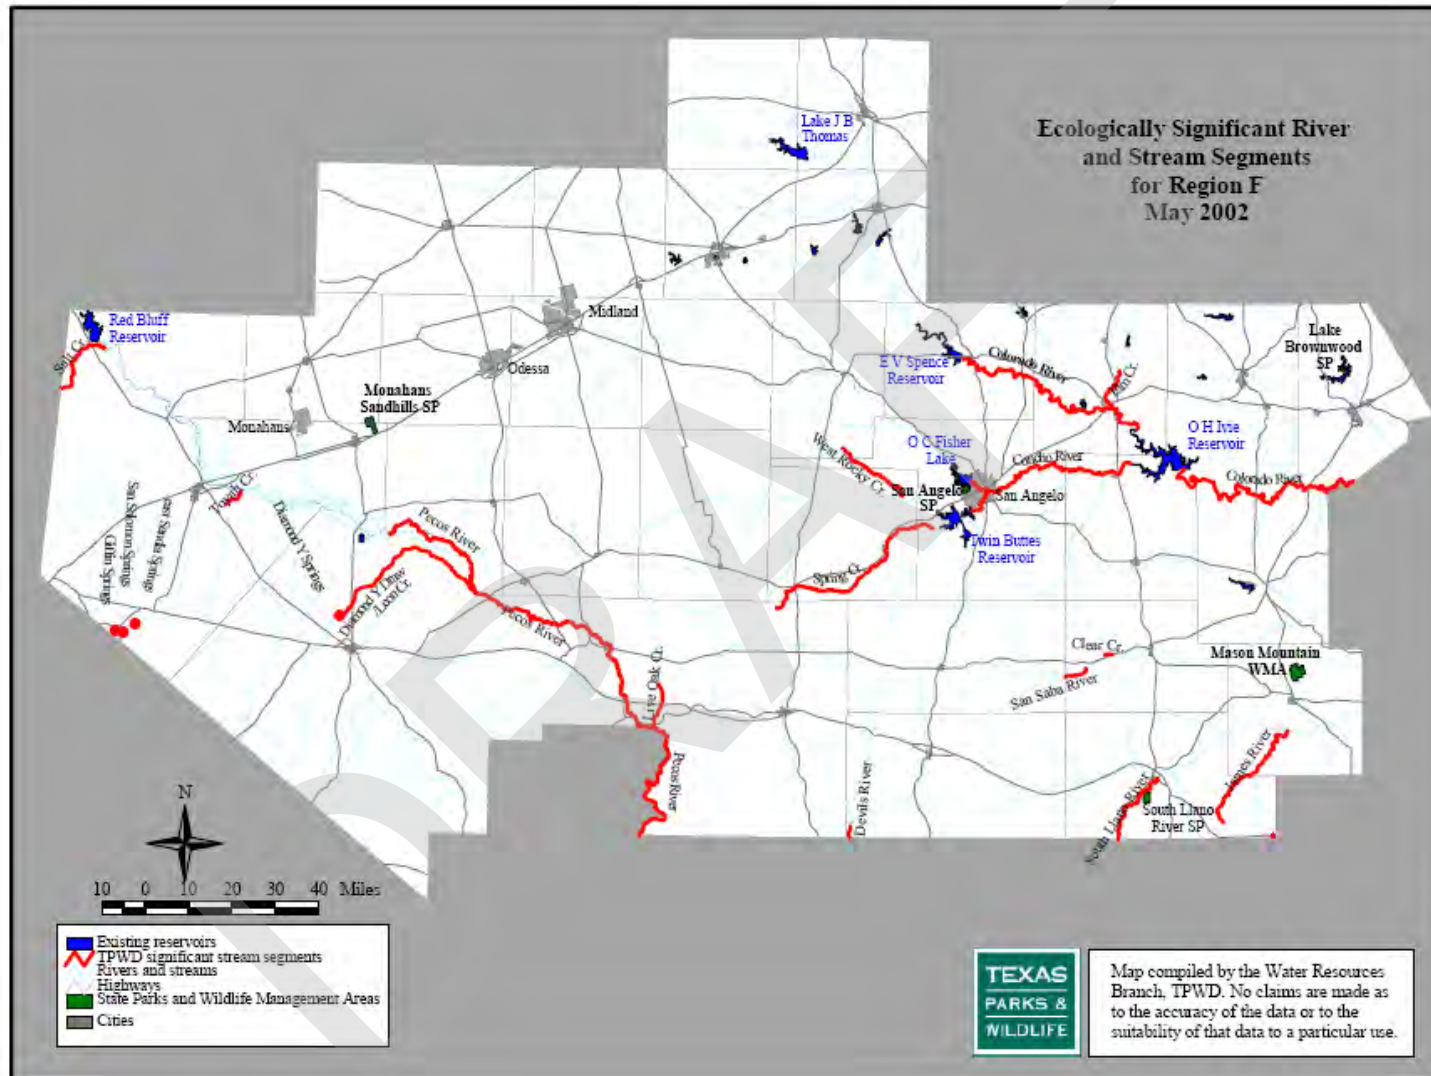 Ecologically Significant River
and Stream Segments
for Region F
May 2002
Lake J B
Thomas
Red Bluff
Reservoir
Salt Cr.
Midland
Odessa
Monahans
Sandhills SP
Monahans
E V Spence
Reservoir
Colorado River
Elm Cr.
Lake
Brownwood
SP
O H Ivie
Reservoir
Colorado River
O C Fisher
Lake
West Rocky Cr.
Concho River
San Angelo
SP
San Angelo
Twin Buttes
Reservoir
Spring Cr.
Toyah Cr.
San Solomon Springs
Giffin Springs
Diamond Y Springs
Diamond Y Draw
/Leon Cr.
Pecos River
Pecos River
Live Oak Cr.
Pecos River
Devils River
Clear Cr.
San Saba River
Mason Mountain
WMA
James River
South Llano River
South Llano
River SP
N
10 0 10 20 30 40 Miles
Existing reservoirs
TPWD significant stream segments
Rivers and streams
Highways
State Parks and Wildlife Management Areas
Cities
TEXAS
PARKS &
WILDLIFE
Map compiled by the Water Resources
Branch, TPWD. No claims are made as
to the accuracy of the data or to the
suitability of that data to a particular use.
DRAFT